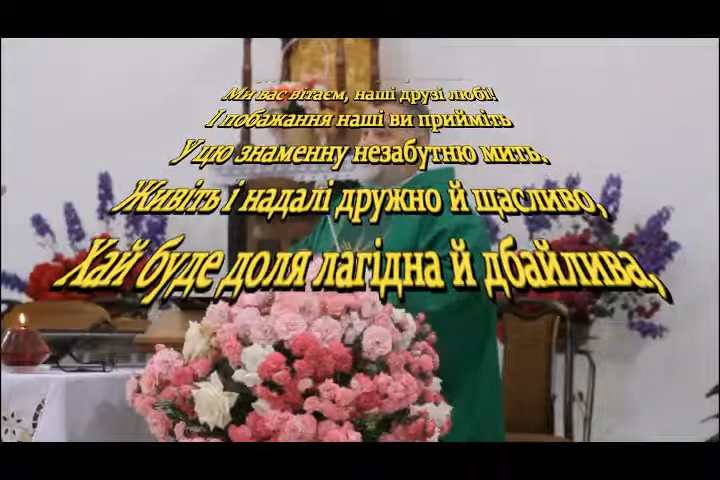 Ми вас вітаєм, наші друзі любі!
І побажання наші ви прийміть
У цю знаменну незабутню мить.
Живіть і надалі дружно й щасливо,
Хай буде доля лагідна й дбайлива,